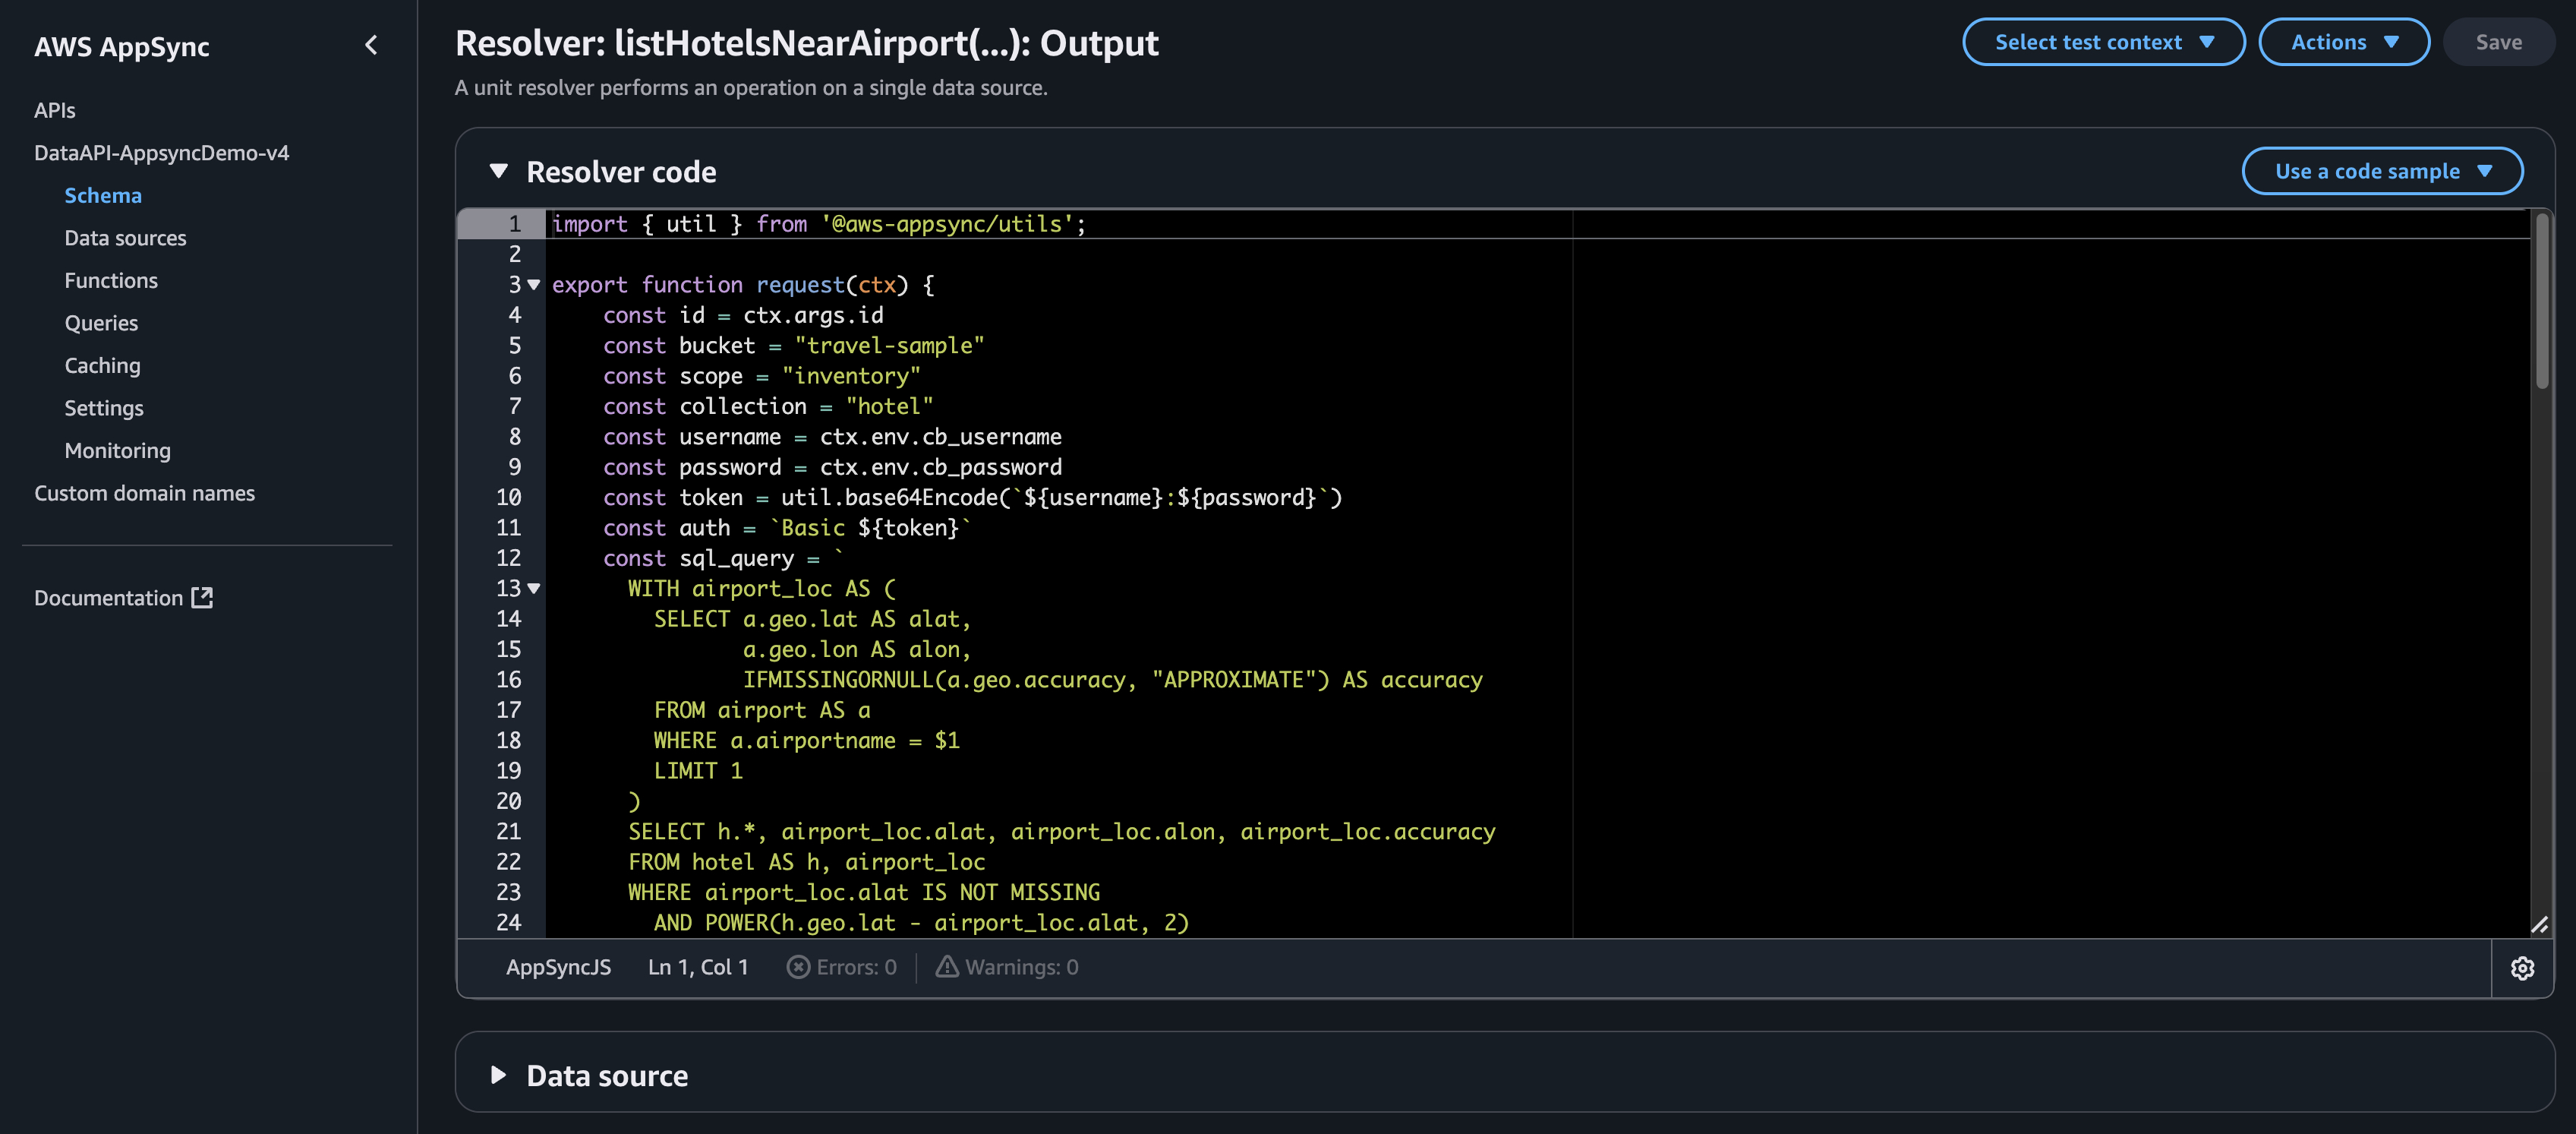 AWS AppSync
APIs
DataAPI-AppsyncDemo-v4
Schema
Data sources
Functions
Queries
Caching
Settings
Monitoring
Custom domain names
Documentation
Resolver: listHotelsNearAirport(...): Output
A unit resolver performs an operation on a single data source.
Select test context
Actions
Save
Resolver code
Use a code sample
1 import { util } from '@aws-appsync/utils';
2
3 export function request(ctx) {
4     const id = ctx.args.id
5     const bucket = "travel-sample"
6     const scope = "inventory"
7     const collection = "hotel"
8     const username = ctx.env.cb_username
9     const password = ctx.env.cb_password
10     const token = util.base64Encode(`${username}:${password}`)
11     const auth = `Basic ${token}`
12     const sql_query = `
13       WITH airport_loc AS (
14         SELECT a.geo.lat AS alat,
15                a.geo.lon AS alon,
16                IFMISSINGORNULL(a.geo.accuracy, "APPROXIMATE") AS accuracy
17         FROM airport AS a
18         WHERE a.airportname = $1
19         LIMIT 1
20       )
21       SELECT h.*, airport_loc.alat, airport_loc.alon, airport_loc.accuracy
22       FROM hotel AS h, airport_loc
23       WHERE airport_loc.alat IS NOT MISSING
24         AND POWER(h.geo.lat - airport_loc.alat, 2)
AppSyncJS
Ln 1, Col 1
Errors: 0
Warnings: 0
Data source